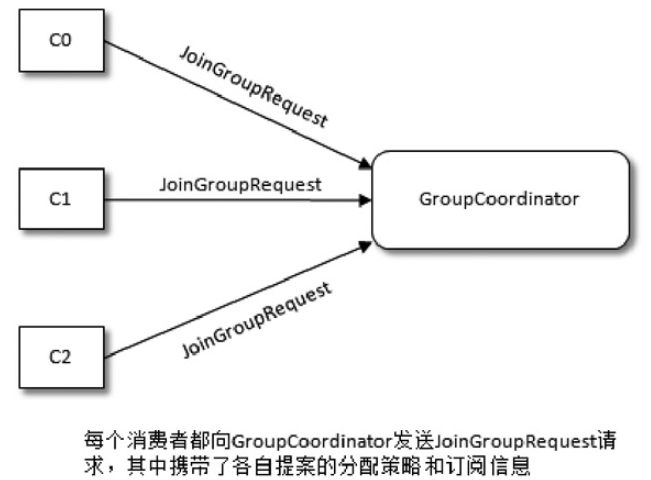 C0
JoinGroupRequest
C1
JoinGroupRequest
GroupCoordinator
JoinGroupRequest
C2
每个消费者都向GroupCoordinator发送JoinGroupRequest请
求，其中携带了各自提案的分配策略和订阅信息